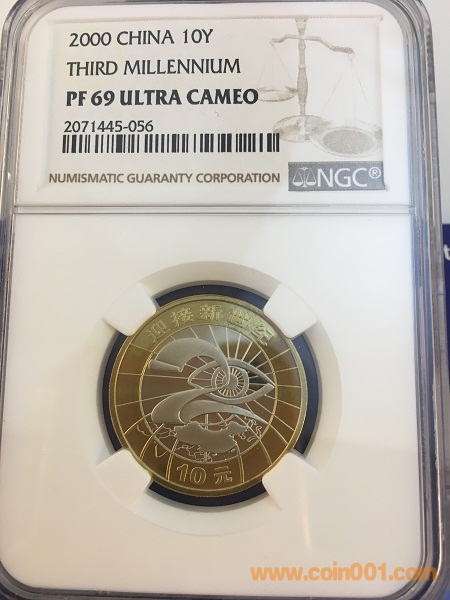 2000 CHINA 10Y
THIRD MILLENNIUM
PF 69 ULTRA CAMEO
2071445-056
NUMISMATIC GUARANTY CORPORATION
NGC®
迎接新世纪
10元
www.coin001.com